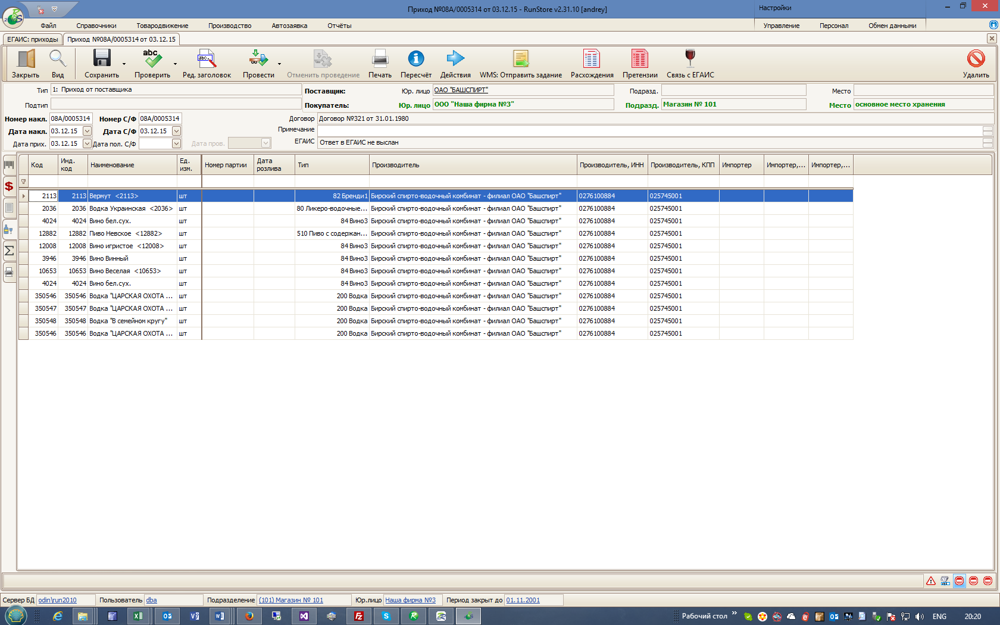 Приход №08А/0005314 от 03.12.15 - RunStore v2.31.10 [andrey]
Настройки
Файл Справочники Товародвижение Производство Автозаявка Отчёты Управление Персонал Обмен данными
ЕГАИС: приходы Приход №08А/0005314 от 03.12.15
Закрыть Вид Сохранить Проверить Ред. заголовок Провести Отменить проведение Печать Пересчёт Действия WMS: Отправить задание Расхождения Претензии Связь с ЕГАИС Удалить
Тип 1: Приход от поставщика Поставщик: Юр. лицо ОАО "БАШСПИРТ" Подразд. Место
Подтип Покупатель: Юр. лицо ООО "Наша фирма №3" Подразд. Магазин № 101 Место основное место хранения
Номер накл. 08А/0005314 Номер С/Ф 08А/0005314 Договор Договор №321 от 31.01.1980
Дата накл. 03.12.15 Дата С/Ф 03.12.15 Примечание
Дата прих. 03.12.15 Дата пол. С/Ф Дата пров. ЕГАИС Ответ в ЕГАИС не выслан
Код Инд. код Наименование Ед. изм. Номер партии Дата розлива Тип Производитель Производитель, ИНН Производитель, КПП Импортер Импортер,... Импортер,...
2113 2113 Вермут <2113> шт 82 Бренди1 Бирский спирто-водочный комбинат - филиал ОАО "Башспирт" 0276100884 025745001
2036 2036 Водка Украинская <2036> шт 80 Ликеро-водочные... Бирский спирто-водочный комбинат - филиал ОАО "Башспирт" 0276100884 025745001
4024 4024 Вино бел.сух. шт 84 Вино3 Бирский спирто-водочный комбинат - филиал ОАО "Башспирт" 0276100884 025745001
12882 12882 Пиво Невское <12882> шт 510 Пиво с содержан... Бирский спирто-водочный комбинат - филиал ОАО "Башспирт" 0276100884 025745001
12008 12008 Вино игристое <12008> шт 84 Вино3 Бирский спирто-водочный комбинат - филиал ОАО "Башспирт" 0276100884 025745001
3946 3946 Вино Винный шт 84 Вино3 Бирский спирто-водочный комбинат - филиал ОАО "Башспирт" 0276100884 025745001
10653 10653 Вино Веселая <10653> шт 84 Вино3 Бирский спирто-водочный комбинат - филиал ОАО "Башспирт" 0276100884 025745001
4024 4024 Вино бел.сух. шт 84 Вино3 Бирский спирто-водочный комбинат - филиал ОАО "Башспирт" 0276100884 025745001
350546 350546 Водка "ЦАРСКАЯ ОХОТА ... шт 200 Водка Бирский спирто-водочный комбинат - филиал ОАО "Башспирт" 0276100884 025745001
350547 350547 Водка "ЦАРСКАЯ ОХОТА ... шт 200 Водка Бирский спирто-водочный комбинат - филиал ОАО "Башспирт" 0276100884 025745001
350548 350548 Водка "В семейном кругу" шт 200 Водка Бирский спирто-водочный комбинат - филиал ОАО "Башспирт" 0276100884 025745001
350546 350546 Водка "ЦАРСКАЯ ОХОТА ... шт 200 Водка Бирский спирто-водочный комбинат - филиал ОАО "Башспирт" 0276100884 025745001
Сервер БД odin\run2010 Пользователь dba Подразделение (101) Магазин № 101 Юр.лицо Наша фирма №3 Период закрыт до 01.11.2001
Рабочий стол » ENG 20:20